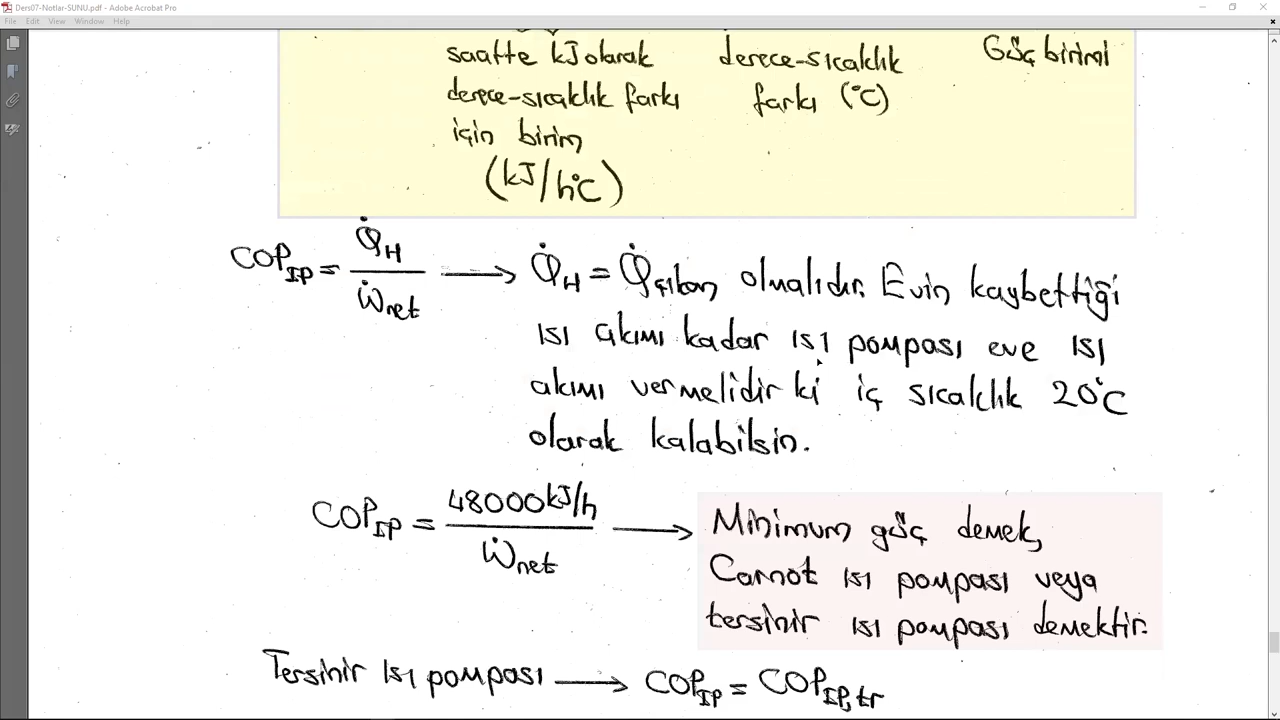 Ders07-Notlar-SUNU.pdf - Adobe Acrobat Pro
File Edit View Window Help
saatte kJ olarak derece-sıcaklık Güç birimi
derece-sıcaklık farkı farkı (°C)
için birim
(kJ/h°C)
COP_IP = Q̇_H / Ẇ_net → Q̇_H = Q̇_çıkan olmalıdır. Evin kaybettiği
ısı akımı kadar ısı pompası eve ısı
akımı vermelidir ki iç sıcaklık 20°C
olarak kalabilsin.
COP_IP = 48000kJ/h / Ẇ_net → Minimum güç demek,
Carnot ısı pompası veya
tersinir ısı pompası demektir.
Tersinir ısı pompası → COP_IP = COP_IP,tr